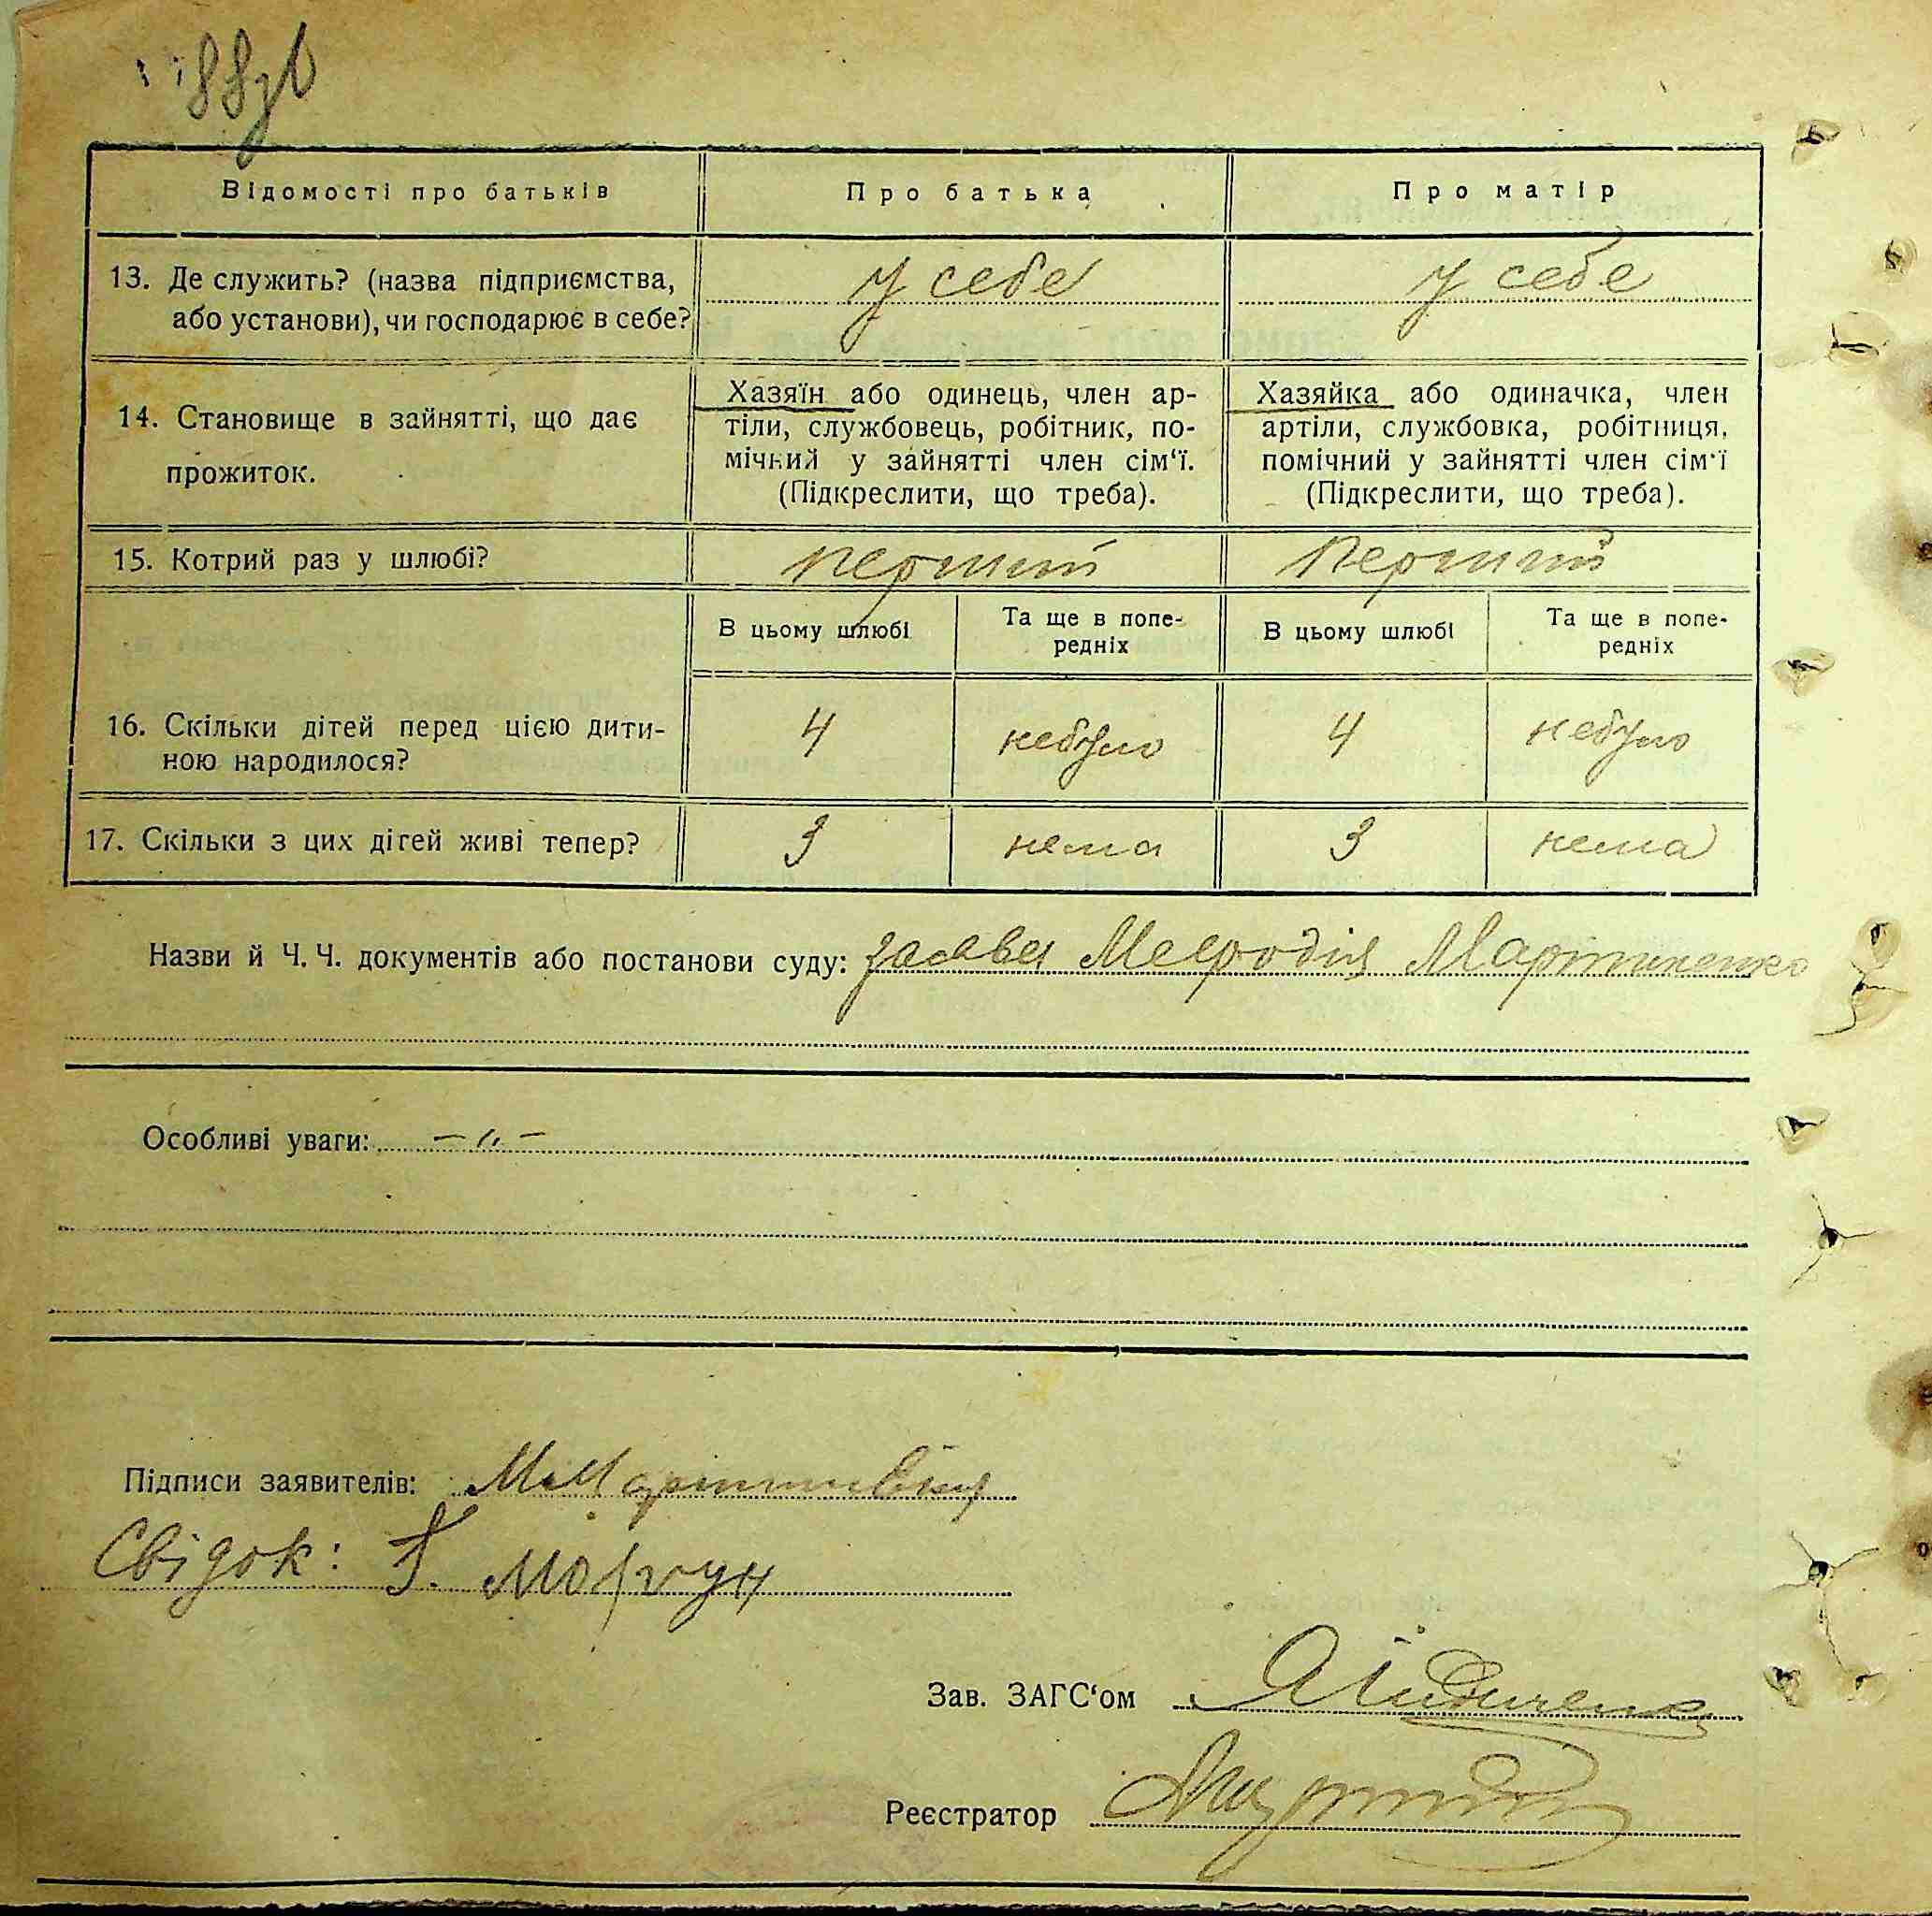 88зв
Відомості про батьків
Про батька
Про матір
13. Де служить? (назва підприємства,
або установи), чи господарює в себе?
у себе
у себе
14. Становище в зайнятті, що дає
прожиток.
Хазяїн або одинець, член ар-
тіли, службовець, робітник, по-
мічний у зайнятті член сім‘ї.
(Підкреслити, що треба).
Хазяйка або одиначка, член
артіли, службовка, робітниця,
помічний у зайнятті член сім‘ї
(Підкреслити, що треба).
15. Котрий раз у шлюбі?
перший
перший
В цьому шлюбі
Та ще в попе-
редніх
В цьому шлюбі
Та ще в попе-
редніх
16. Скільки дітей перед цією дити-
ною народилося?
4
небуло
4
небуло
17. Скільки з цих дітей живі тепер?
3
нема
3
нема
Назви й Ч. Ч. документів або постанови суду: заява Мефодія Мартиненко
Особливі уваги: –〃–
Підписи заявителів:
Свідок: Моргун
Зав. ЗАГС‘ом
Реєстратор